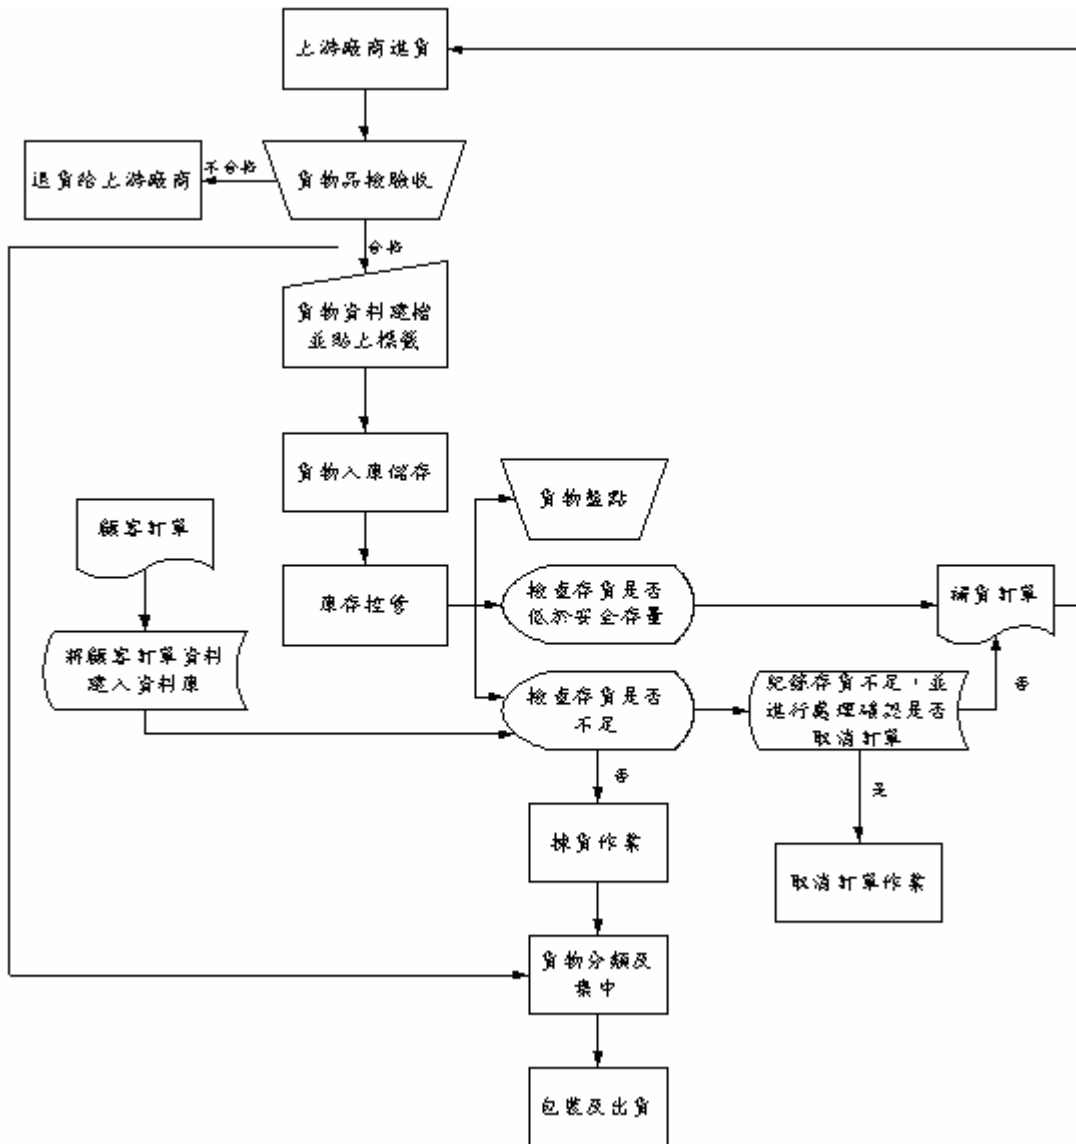 上游廠商進貨
退貨給上游廠商
不合格
貨物品檢驗收
合格
貨物資料建檔
並貼上標籤
貨物入庫儲存
貨物盤點
顧客訂單
庫存控管
檢查存貨是否
低於安全存量
補貨訂單
將顧客訂單資料
建入資料庫
檢查存貨是否
不足
紀錄存貨不足，並
進行處理確認是否
取消訂單
否
否
是
揀貨作業
取消訂單作業
貨物分類及
集中
包裝及出貨